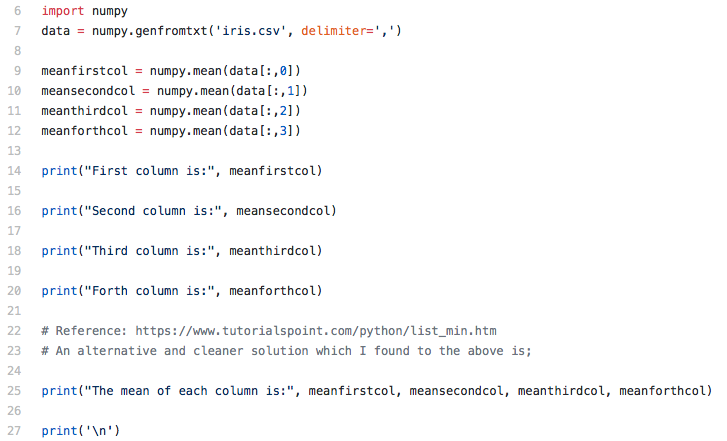 6 import numpy
7 data = numpy.genfromtxt('iris.csv', delimiter=',')
8
9 meanfirstcol = numpy.mean(data[:,0])
10 meansecondcol = numpy.mean(data[:,1])
11 meanthirdcol = numpy.mean(data[:,2])
12 meanforthcol = numpy.mean(data[:,3])
13
14 print("First column is:", meanfirstcol)
15
16 print("Second column is:", meansecondcol)
17
18 print("Third column is:", meanthirdcol)
19
20 print("Forth column is:", meanforthcol)
21
22 # Reference: https://www.tutorialspoint.com/python/list_min.htm
23 # An alternative and cleaner solution which I found to the above is;
24
25 print("The mean of each column is:", meanfirstcol, meansecondcol, meanthirdcol, meanforthcol)
26
27 print('\n')